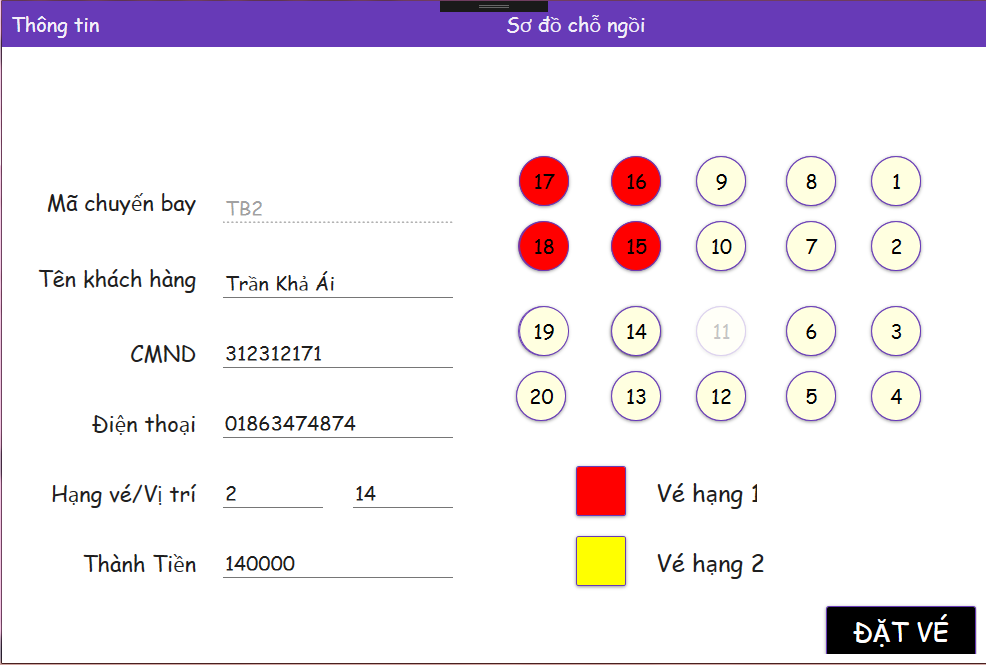 Thông tin
Sơ đồ chỗ ngồi
Mã chuyến bay TB2
Tên khách hàng Trần Khả Ái
CMND 312312171
Điện thoại 01863474874
Hạng vé/Vị trí 2 14
Thành Tiền 140000
17 16 9 8 1
18 15 10 7 2
19 14 11 6 3
20 13 12 5 4
Vé hạng 1
Vé hạng 2
ĐẶT VÉ